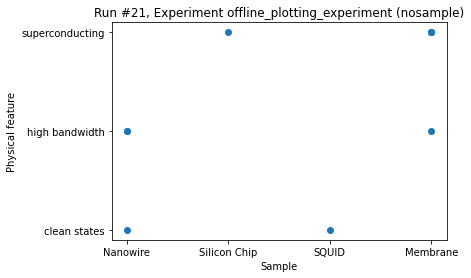 Run #21, Experiment offline_plotting_experiment (nosample)
superconducting
high bandwidth
clean states
Physical feature
Nanowire
Silicon Chip
SQUID
Membrane
Sample